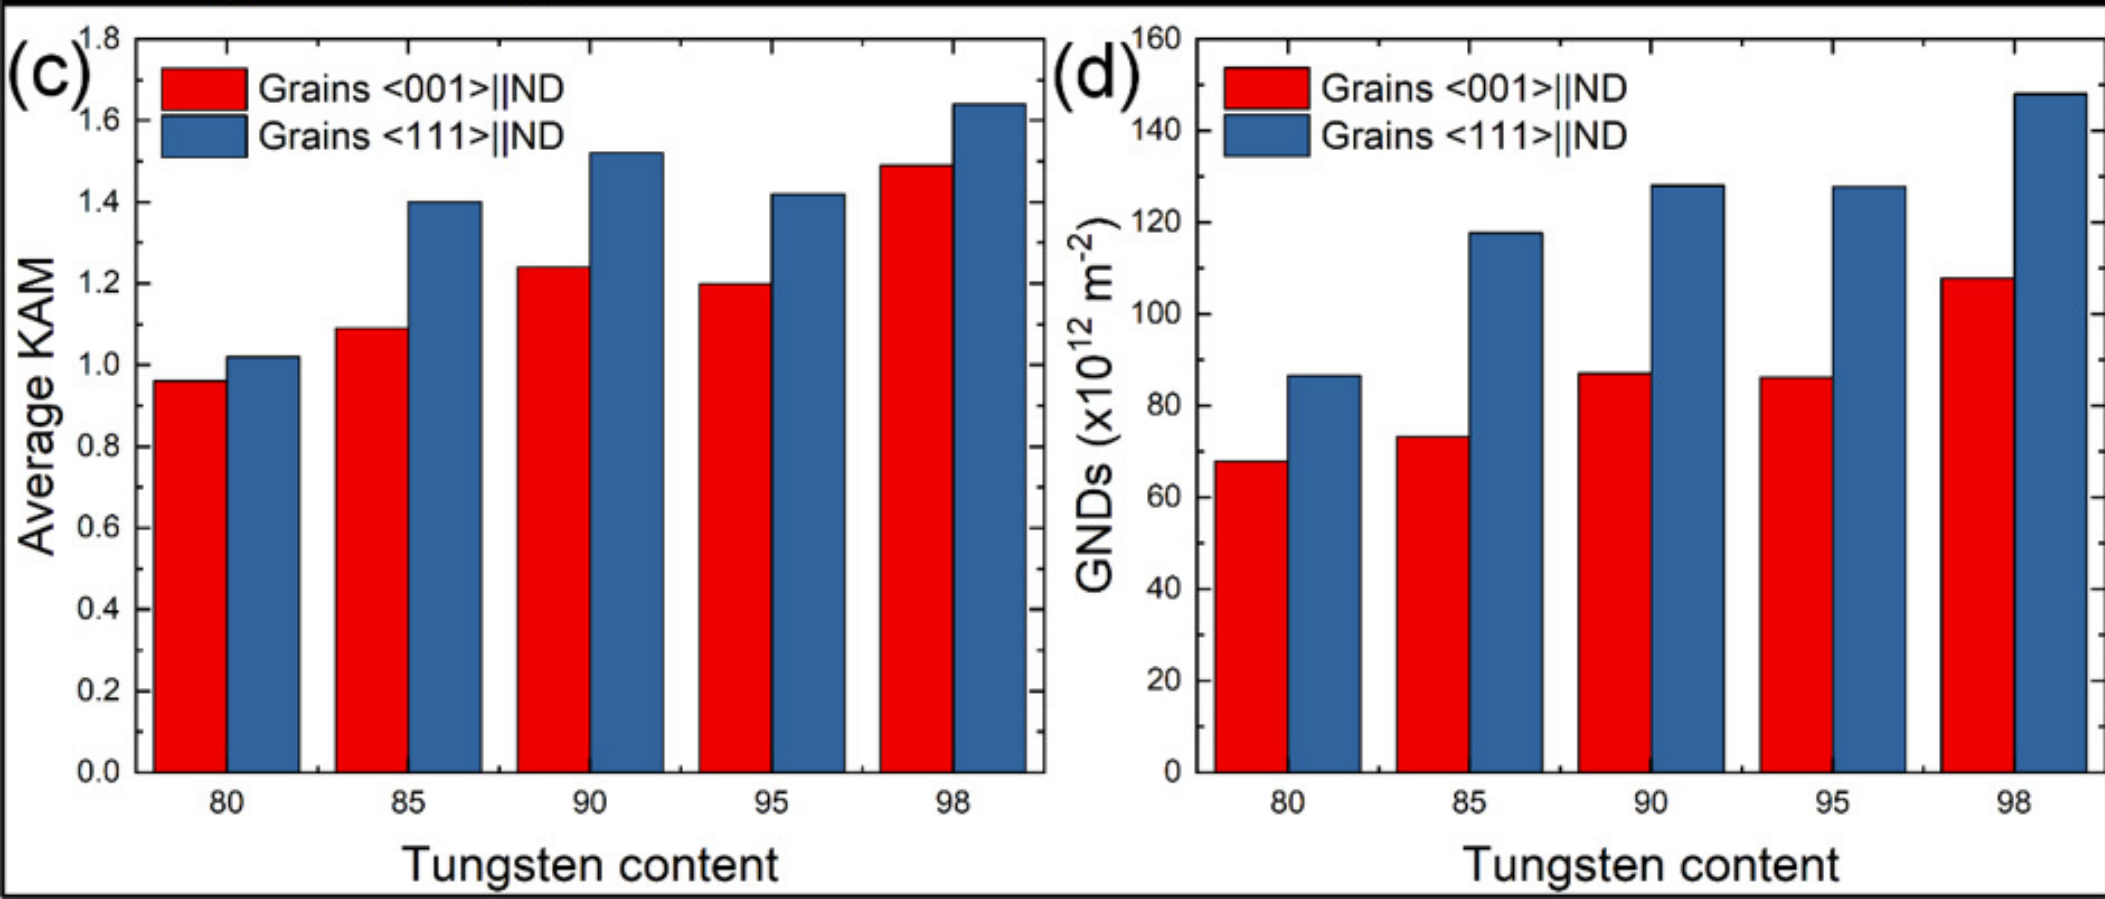 (c)
1.8
1.6
1.4
1.2
1.0
0.8
0.6
0.4
0.2
0.0
Average KAM
Grains <001>||ND
Grains <111>||ND
80 85 90 95 98
Tungsten content
(d)
160
140
120
100
80
60
40
20
0
GNDs (x10¹² m⁻²)
Grains <001>||ND
Grains <111>||ND
80 85 90 95 98
Tungsten content